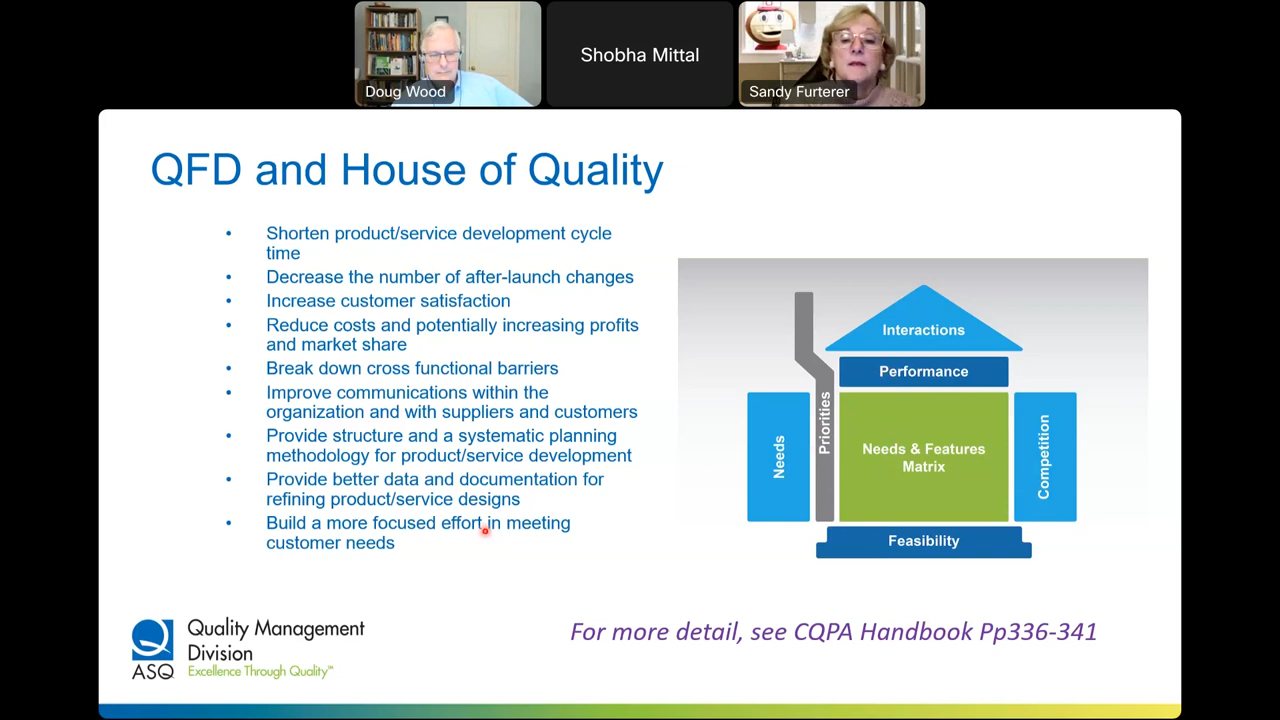 Doug Wood
Shobha Mittal
Sandy Furterer
QFD and House of Quality
• Shorten product/service development cycle
time
• Decrease the number of after-launch changes
• Increase customer satisfaction
• Reduce costs and potentially increasing profits
and market share
• Break down cross functional barriers
• Improve communications within the
organization and with suppliers and customers
• Provide structure and a systematic planning
methodology for product/service development
• Provide better data and documentation for
refining product/service designs
• Build a more focused effort in meeting
customer needs
Interactions
Performance
Needs
Priorities
Needs & Features
Matrix
Competition
Feasibility
ASQ
Quality Management
Division
Excellence Through Quality™
For more detail, see CQPA Handbook Pp336-341